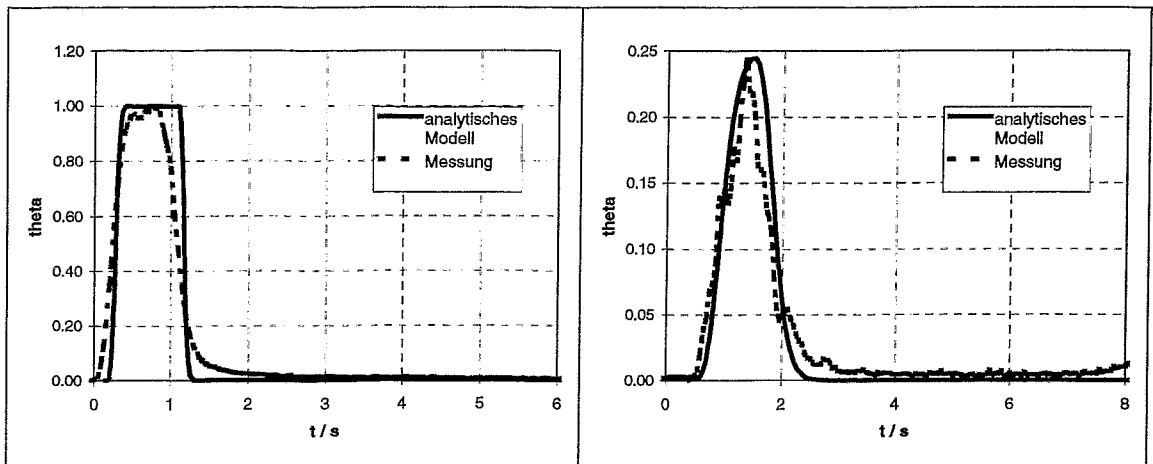 1.20
1.00
0.80
0.60
0.40
0.20
0.00
theta
0 1 2 3 4 5 6
t / s
analytisches
Modell
Messung
0.25
0.20
0.15
0.10
0.05
0.00
theta
0 2 4 6 8
t / s
analytisches
Modell
Messung